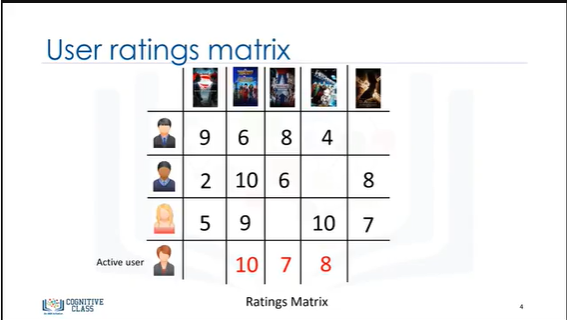 User ratings matrix
9 6 8 4
2 10 6 8
5 9 10 7
Active user 10 7 8
Ratings Matrix
COGNITIVE
CLASS
4